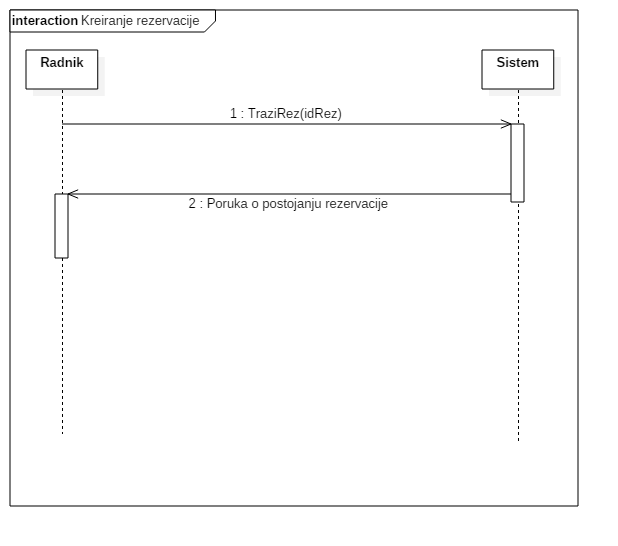 interaction Kreiranje rezervacije
Radnik
Sistem
1 : TraziRez(idRez)
2 : Poruka o postojanju rezervacije